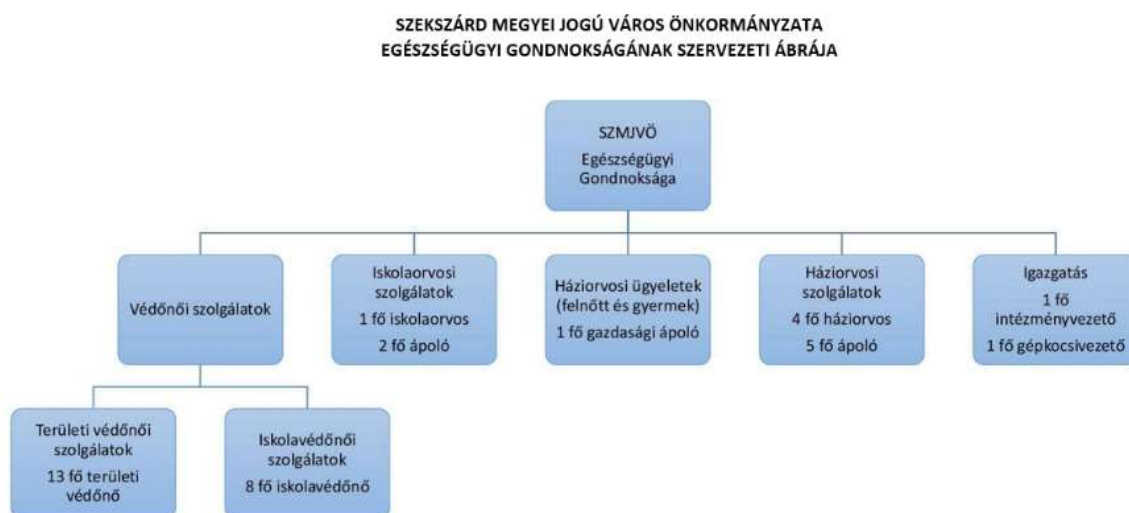 SZEKSZÁRD MEGYEI JOGÚ VÁROS ÖNKORMÁNYZATA
EGÉSZSÉGÜGYI GONDNOKSÁGÁNAK SZERVEZETI ÁBRÁJA
SZMJVÖ
Egészségügyi
Gondnoksága
Védőnői szolgálatok
Iskolaorvosi
szolgálatok
1 fő iskolaorvos
2 fő ápoló
Háziorvosi ügyeletek
(felnőtt és gyermek)
1 fő gazdasági ápoló
Háziorvosi
szolgálatok
4 fő háziorvos
5 fő ápoló
Igazgatás
1 fő
intézményvezető
1 fő gépkocsivezető
Területi védőnői
szolgálatok
13 fő területi
védőnő
Iskolavédőnői
szolgálatok
8 fő iskolavédőnő